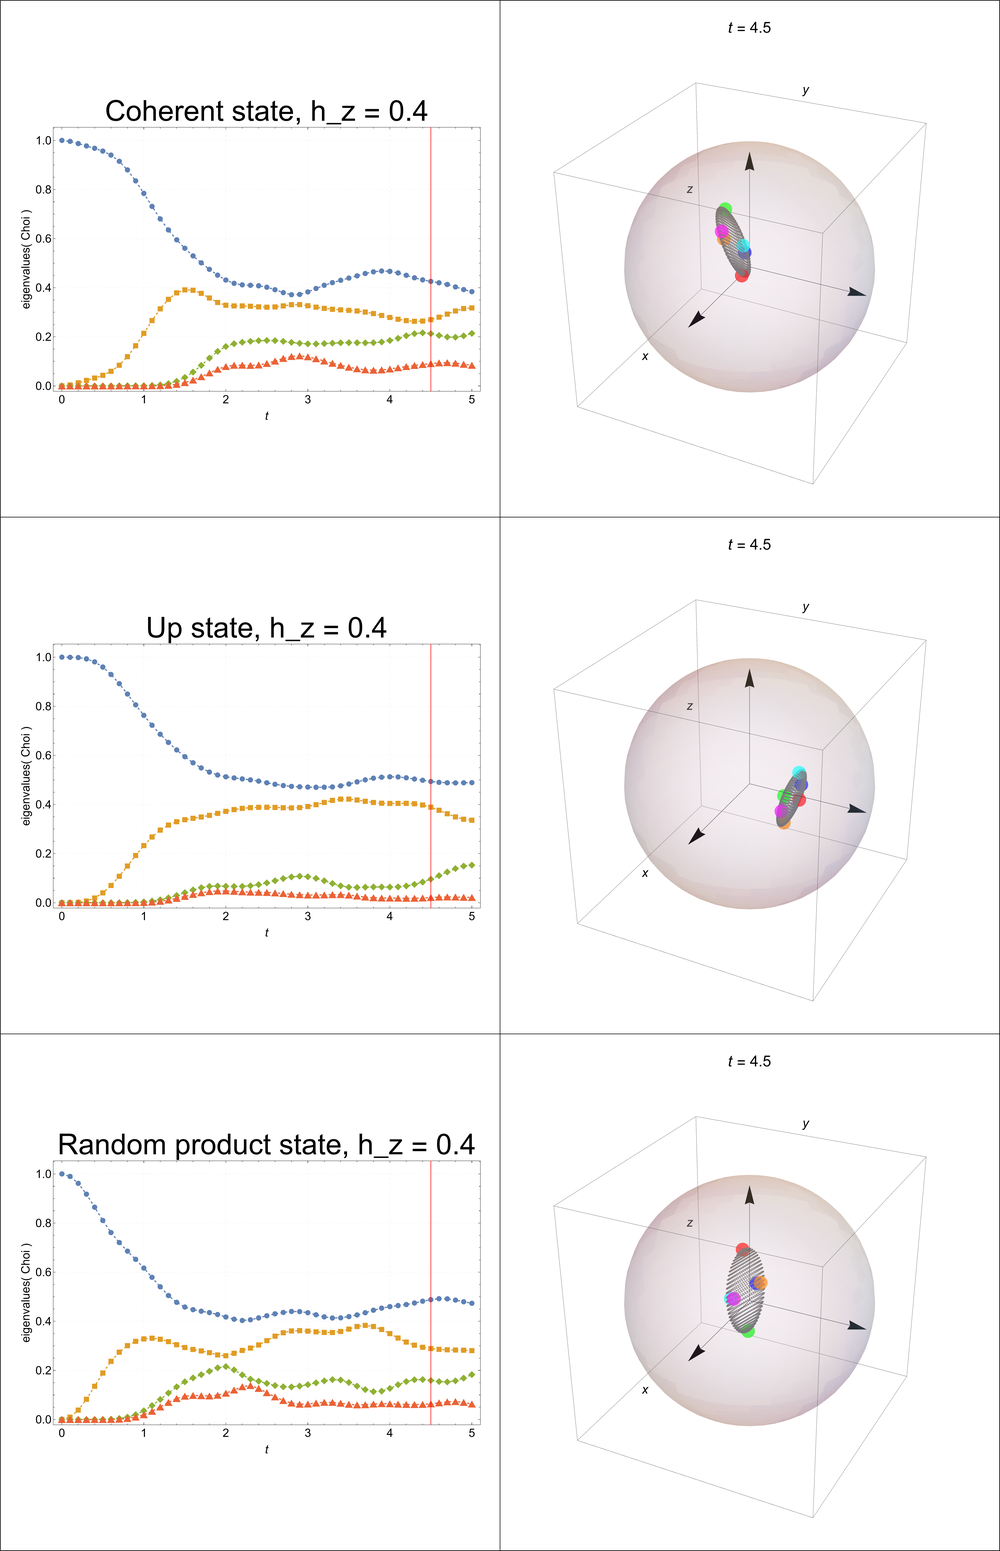 Coherent state, h_z = 0.4
eigenvalues( Choi )
1.0
0.8
0.6
0.4
0.2
0.0
0 1 2 3 4 5
t
t = 4.5
y
z
x
Up state, h_z = 0.4
eigenvalues( Choi )
1.0
0.8
0.6
0.4
0.2
0.0
0 1 2 3 4 5
t
t = 4.5
y
z
x
Random product state, h_z = 0.4
eigenvalues( Choi )
1.0
0.8
0.6
0.4
0.2
0.0
0 1 2 3 4 5
t
t = 4.5
y
z
x